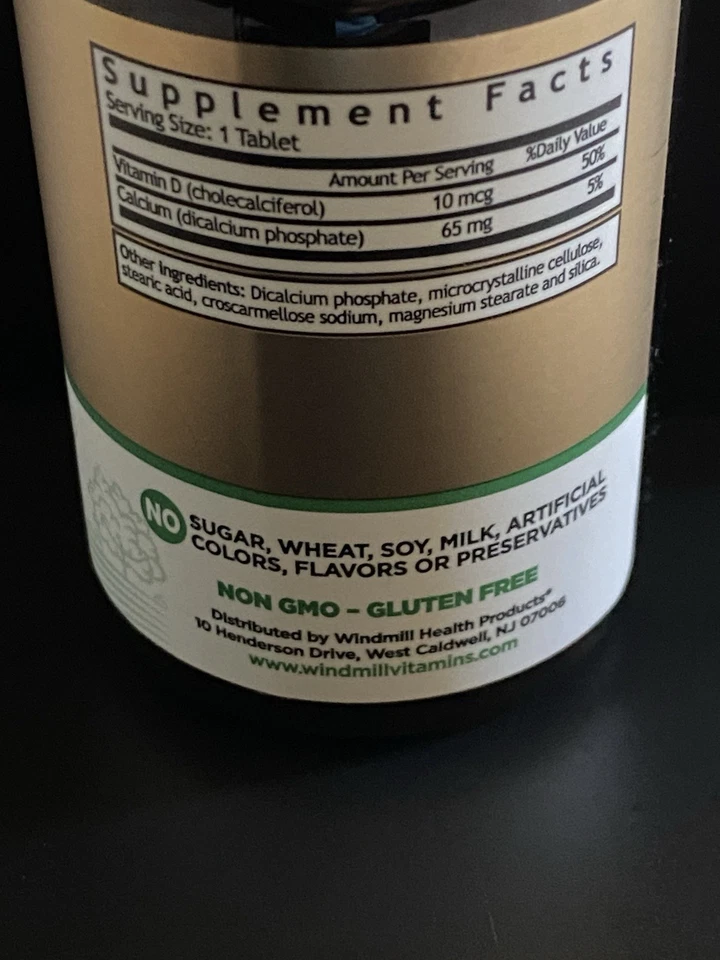 Supplement Facts
Serving Size: 1 Tablet
Amount Per Serving %Daily Value
Vitamin D (cholecalciferol) 10 mcg 50%
Calcium (dicalcium phosphate) 65 mg 5%
Other Ingredients: Dicalcium phosphate, microcrystalline cellulose,
stearic acid, croscarmellose sodium, magnesium stearate and silica.
NO SUGAR, WHEAT, SOY, MILK, ARTIFICIAL
COLORS, FLAVORS OR PRESERVATIVES
NON GMO – GLUTEN FREE
Distributed by Windmill Health Products®
10 Henderson Drive, West Caldwell, NJ 07006
www.windmillvitamins.com